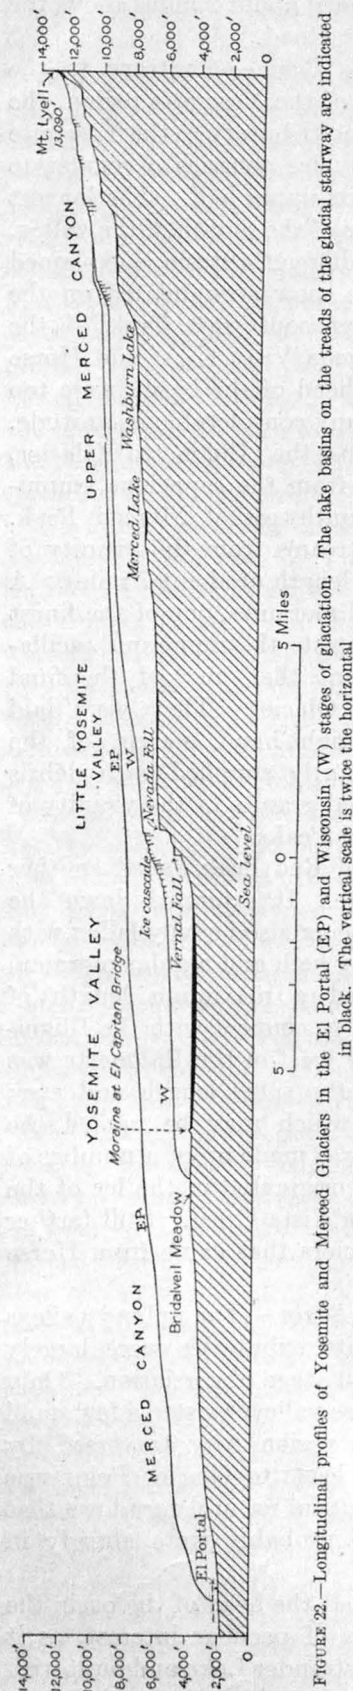 14,000'
12,000'
10,000'
8,000'
6,000'
4,000'
2,000'
0
MERCED CANYON
EP
El Portal
Bridalveil Meadow
YOSEMITE VALLEY
Moraine at El Capitan Bridge
W
Ice cascade
Vernal Fall
Nevada Fall
LITTLE YOSEMITE
VALLEY
EP
W
UPPER MERCED CANYON
Merced Lake
Washburn Lake
Mt. Lyell
13,090'
14,000'
12,000'
10,000'
8,000'
6,000'
4,000'
2,000'
0
Sea level
5 0 5 Miles
FIGURE 22.—Longitudinal profiles of Yosemite and Merced Glaciers in the El Portal (EP) and Wisconsin (W) stages of glaciation. The lake basins on the treads of the glacial stairway are indicated
in black. The vertical scale is twice the horizontal